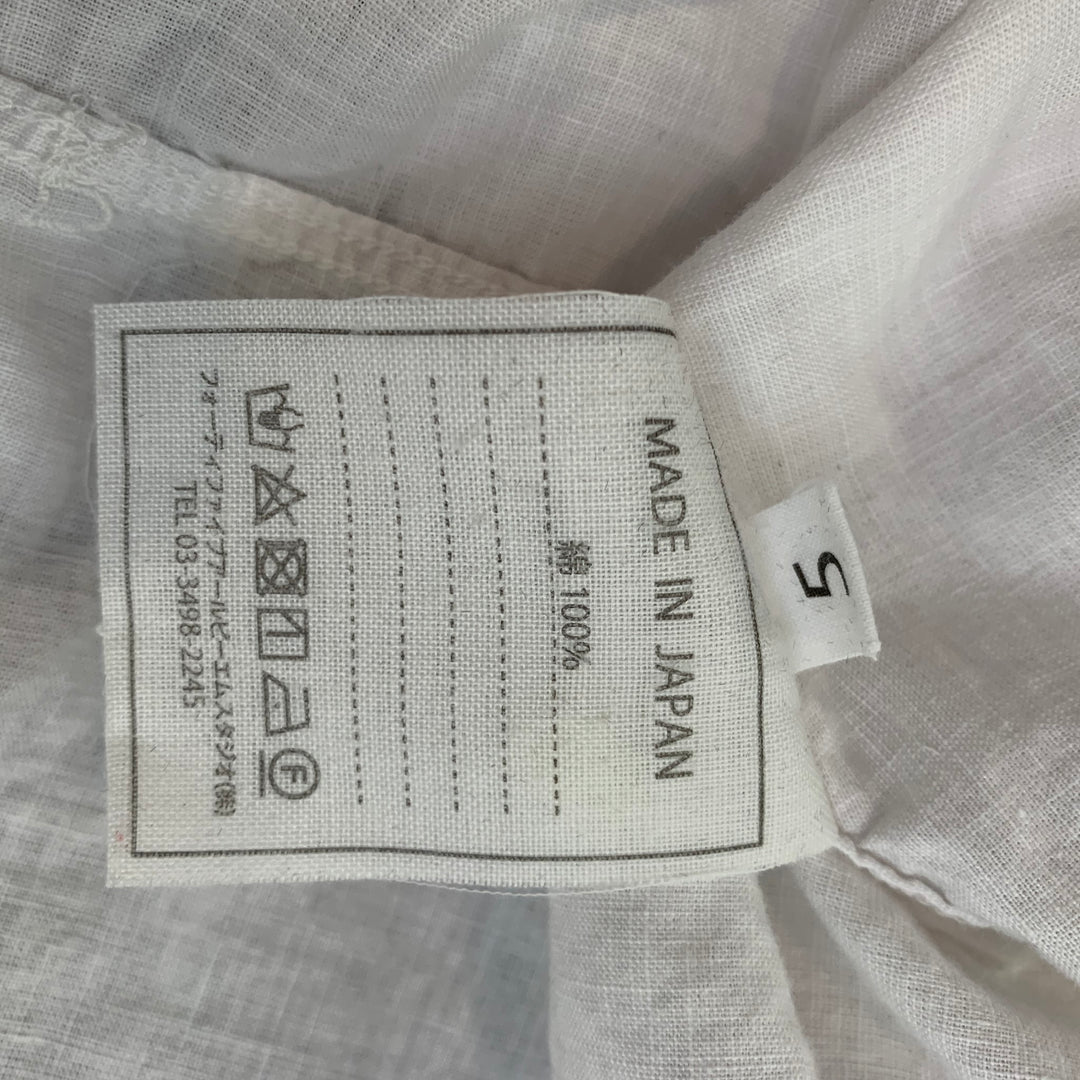 MADE IN JAPAN
綿 100%
フォーティファイブアールピーエムスタジオ(株)
TEL 03-3498-2245
5